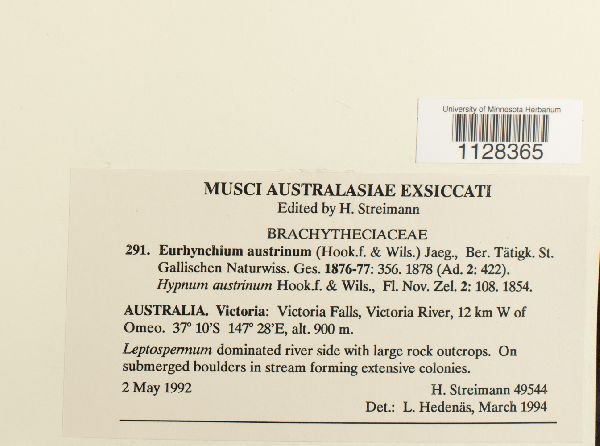 University of Minnesota Herbarium
1128365
MUSCI AUSTRALASIAE EXSICCATI
Edited by H. Streimann
BRACHYTHECIACEAE
291. Eurhynchium austrinum (Hook.f. & Wils.) Jaeg., Ber. Tätigk. St.
Gallischen Naturwiss. Ges. 1876-77: 356. 1878 (Ad. 2: 422).
Hypnum austrinum Hook.f. & Wils., Fl. Nov. Zel. 2: 108. 1854.
AUSTRALIA. Victoria: Victoria Falls, Victoria River, 12 km W of
Omeo. 37° 10'S 147° 28'E, alt. 900 m.
Leptospermum dominated river side with large rock outcrops. On
submerged boulders in stream forming extensive colonies.
2 May 1992 H. Streimann 49544
Det.: L. Hedenäs, March 1994